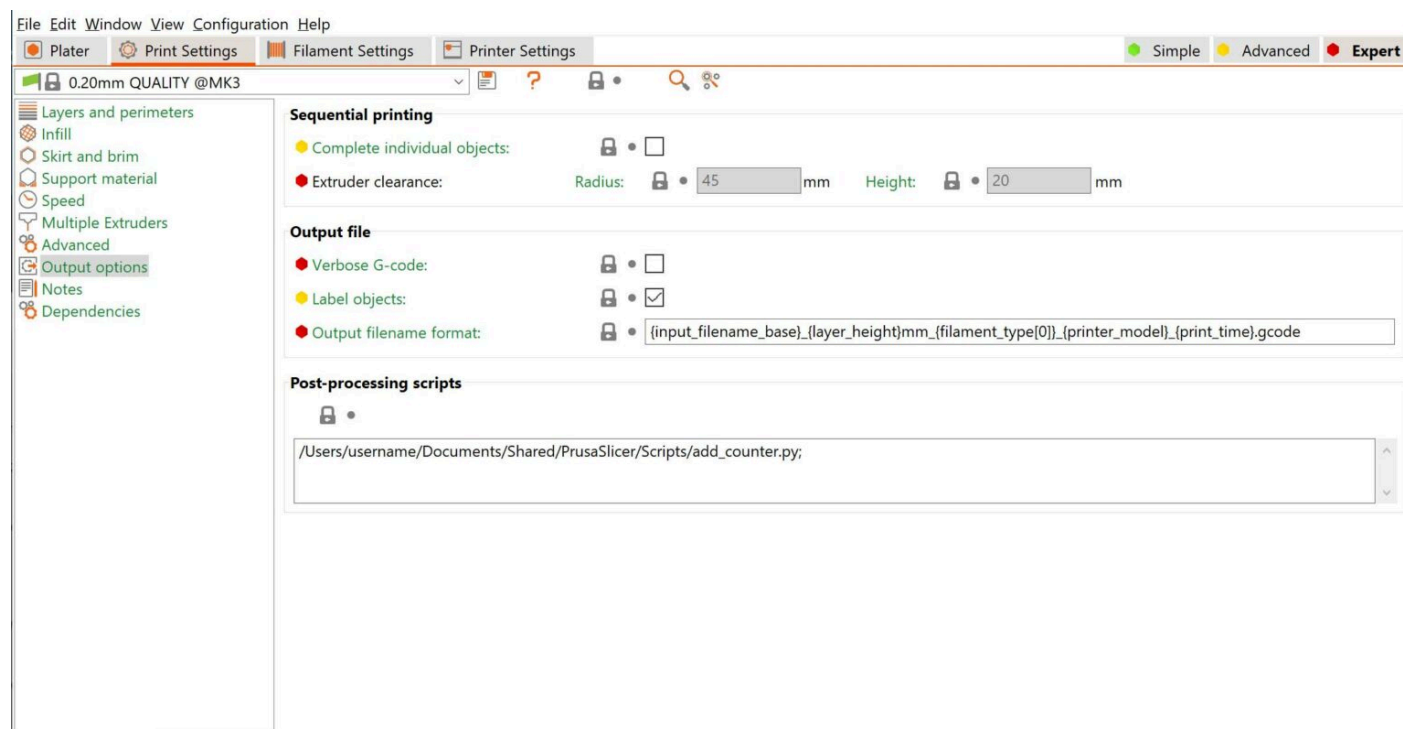 File Edit Window View Configuration Help
Plater Print Settings Filament Settings Printer Settings Simple Advanced Expert
0.20mm QUALITY @MK3 ?
Layers and perimeters
Infill
Skirt and brim
Support material
Speed
Multiple Extruders
Advanced
Output options
Notes
Dependencies
Sequential printing
Complete individual objects:
Extruder clearance: Radius: 45 mm Height: 20 mm
Output file
Verbose G-code:
Label objects:
Output filename format: {input_filename_base}_{layer_height}mm_{filament_type[0]}_{printer_model}_{print_time}.gcode
Post-processing scripts
/Users/username/Documents/Shared/PrusaSlicer/Scripts/add_counter.py;